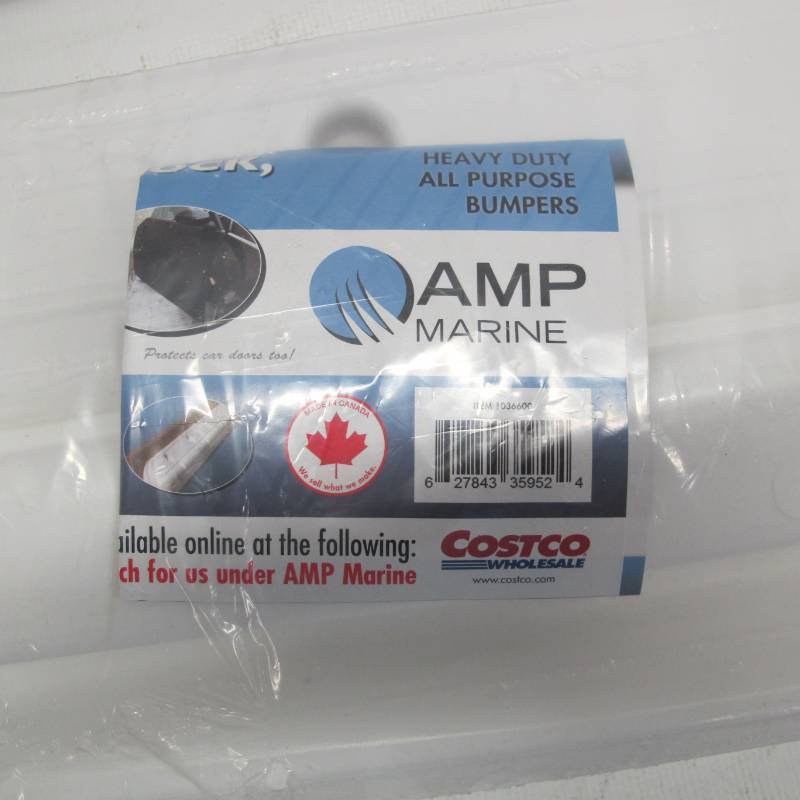 HEAVY DUTY
ALL PURPOSE
BUMPERS
AMP
MARINE
Protects car doors too!
MADE IN CANADA
We sell what we make.
ITEM 1036600
6 27843 35952 4
ailable online at the following:
ch for us under AMP Marine
COSTCO
WHOLESALE
www.costco.com